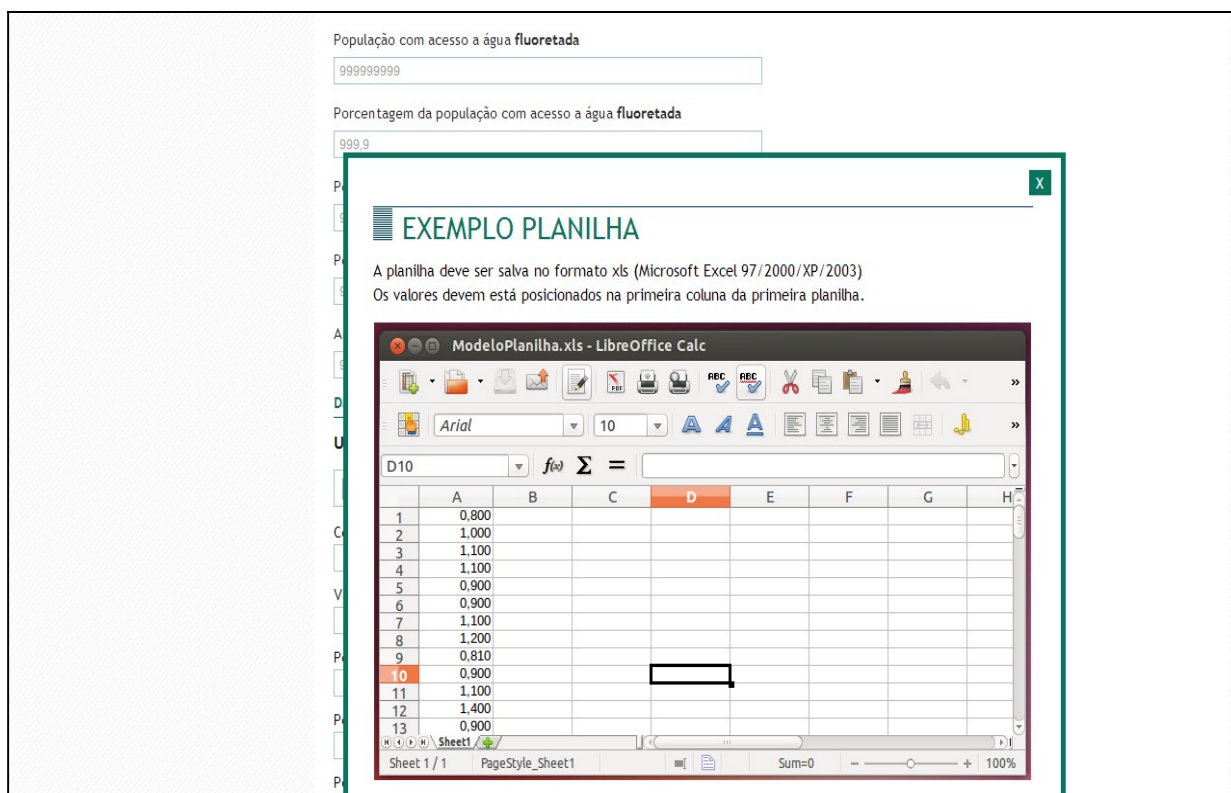 População com acesso a água fluoretada
999999999
Porcentagem da população com acesso a água fluoretada
999,9
X
EXEMPLO PLANILHA
A planilha deve ser salva no formato xls (Microsoft Excel 97/2000/XP/2003)
Os valores devem está posicionados na primeira coluna da primeira planilha.
ModeloPlanilha.xls - LibreOffice Calc
PDF ABC ABC »
Arial 10 A A A »
D10 f(x) Σ =
A B C D E F G H
1 0,800
2 1,000
3 1,100
4 1,100
5 0,900
6 0,900
7 1,100
8 1,200
9 0,810
10 0,900
11 1,100
12 1,400
13 0,900
Sheet1
Sheet 1 / 1 PageStyle_Sheet1 Sum=0 100%